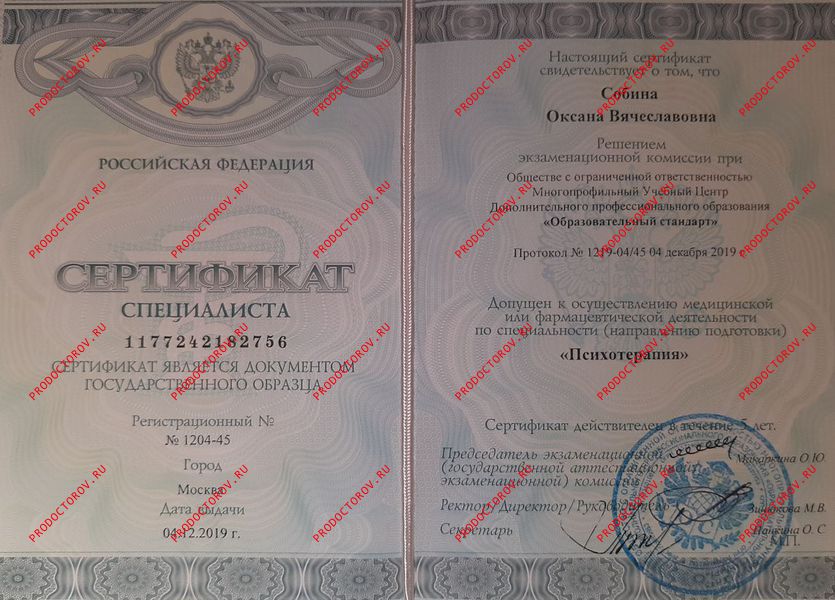 РОССИЙСКАЯ ФЕДЕРАЦИЯ
СЕРТИФИКАТ
СПЕЦИАЛИСТА
1177242182756
СЕРТИФИКАТ ЯВЛЯЕТСЯ ДОКУМЕНТОМ
ГОСУДАРСТВЕННОГО ОБРАЗЦА
Регистрационный №
№ 1204-45
Город
Москва
Дата выдачи
04.12.2019 г.
Настоящий сертификат
свидетельствует о том, что
Собина
Оксана Вячеславовна
Решением
экзаменационной комиссии при
Обществе с ограниченной ответственностью
Многопрофильный Учебный Центр
Дополнительного профессионального образования
«Образовательный стандарт»
Протокол № 1219-04/45 04 декабря 2019 г.
Допущен к осуществлению медицинской
или фармацевтической деятельности
по специальности (направлению подготовки)
«Психотерапия»
Сертификат действителен в течение 5 лет.
Председатель экзаменационной
(государственной аттестационной,
экзаменационной) комиссии
Макаркина О Ю
Ректор/Директор/Руководитель
М.В.
Секретарь
Панкина О. С
М.П.
PRODOCTOROV.RU